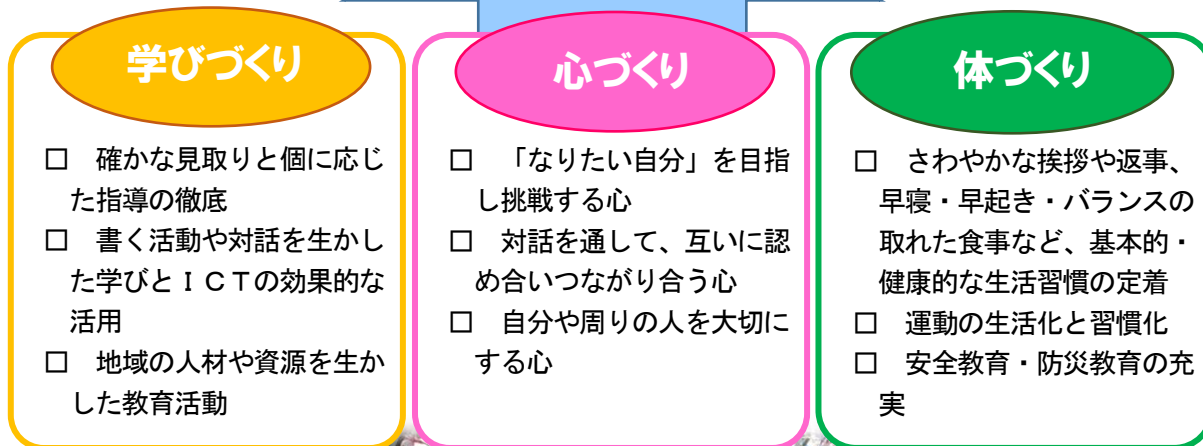 学びづくり
□　確かな見取りと個に応じ
た指導の徹底
□　書く活動や対話を生かし
た学びとＩＣＴの効果的な
活用
□　地域の人材や資源を生か
した教育活動
心づくり
□　「なりたい自分」を目指
し挑戦する心
□　対話を通して、互いに認
め合いつながり合う心
□　自分や周りの人を大切に
する心
体づくり
□　さわやかな挨拶や返事、
早寝・早起き・バランスの
取れた食事など、基本的・
健康的な生活習慣の定着
□　運動の生活化と習慣化
□　安全教育・防災教育の充
実